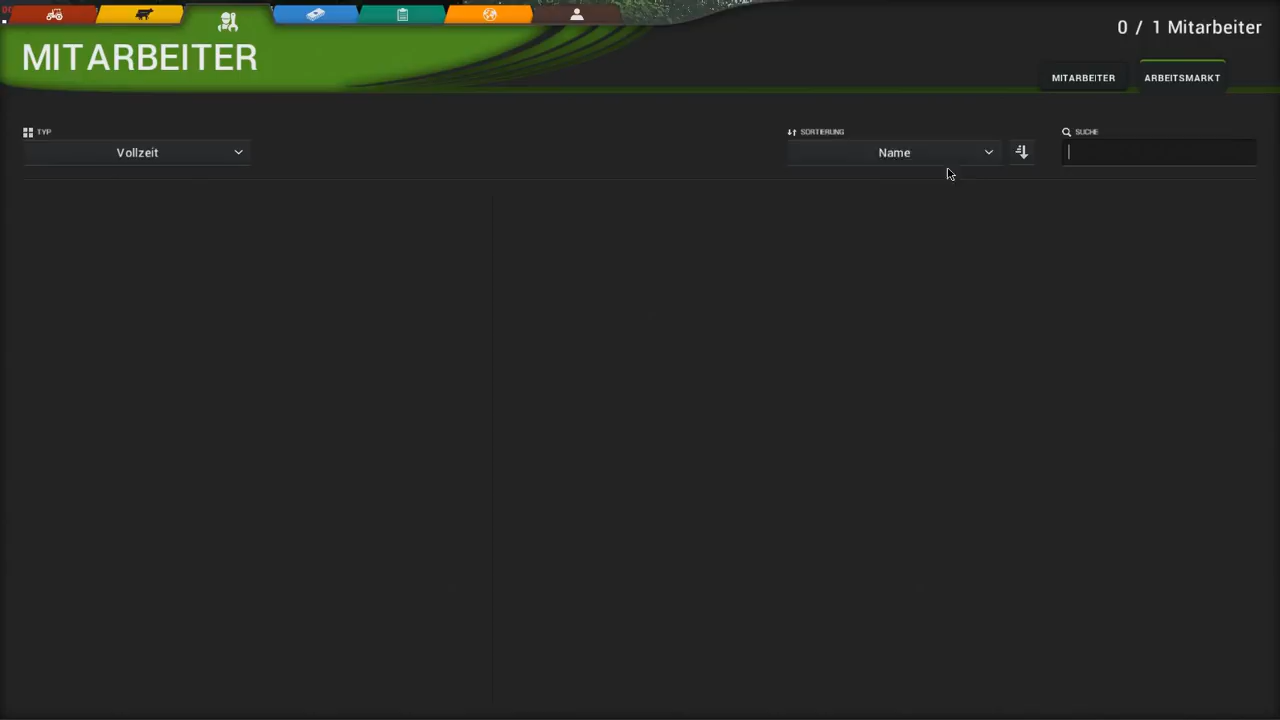 0 / 1 Mitarbeiter
MITARBEITER
MITARBEITER
ARBEITSMARKT
TYP
Vollzeit
SORTIERUNG
Name
SUCHE